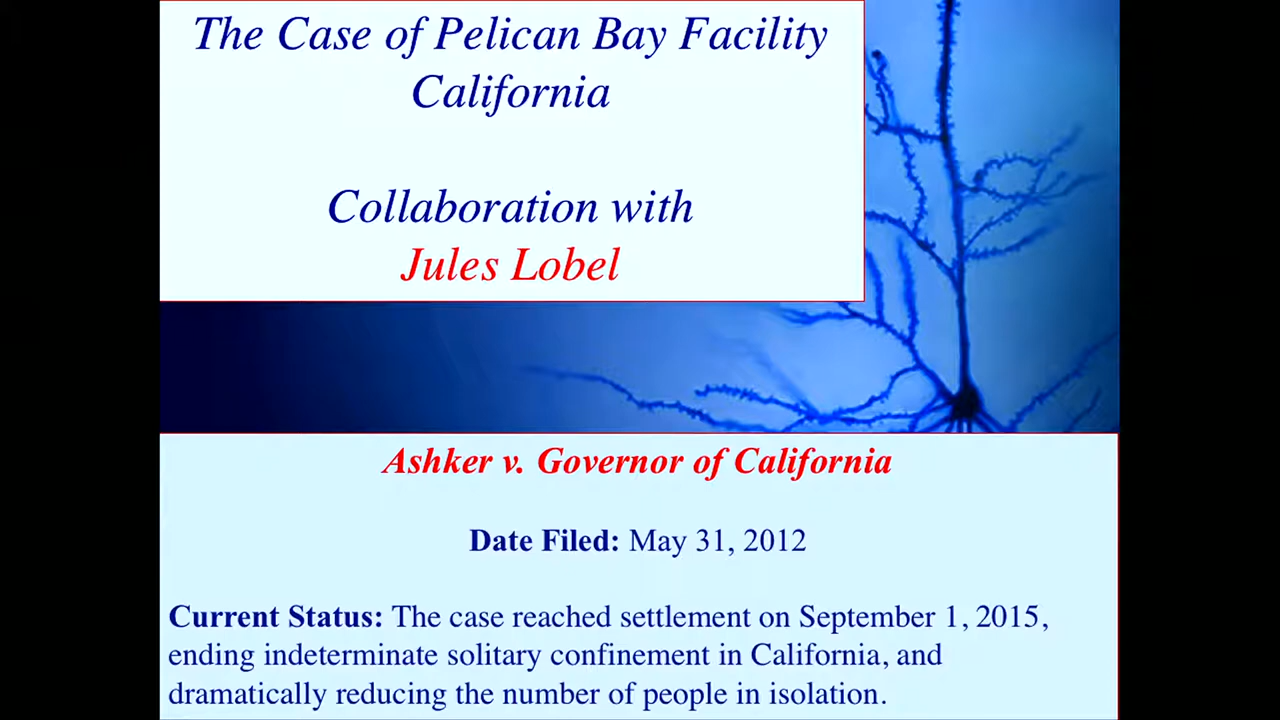 The Case of Pelican Bay Facility
California
Collaboration with
Jules Lobel
Ashker v. Governor of California
Date Filed: May 31, 2012
Current Status: The case reached settlement on September 1, 2015,
ending indeterminate solitary confinement in California, and
dramatically reducing the number of people in isolation.